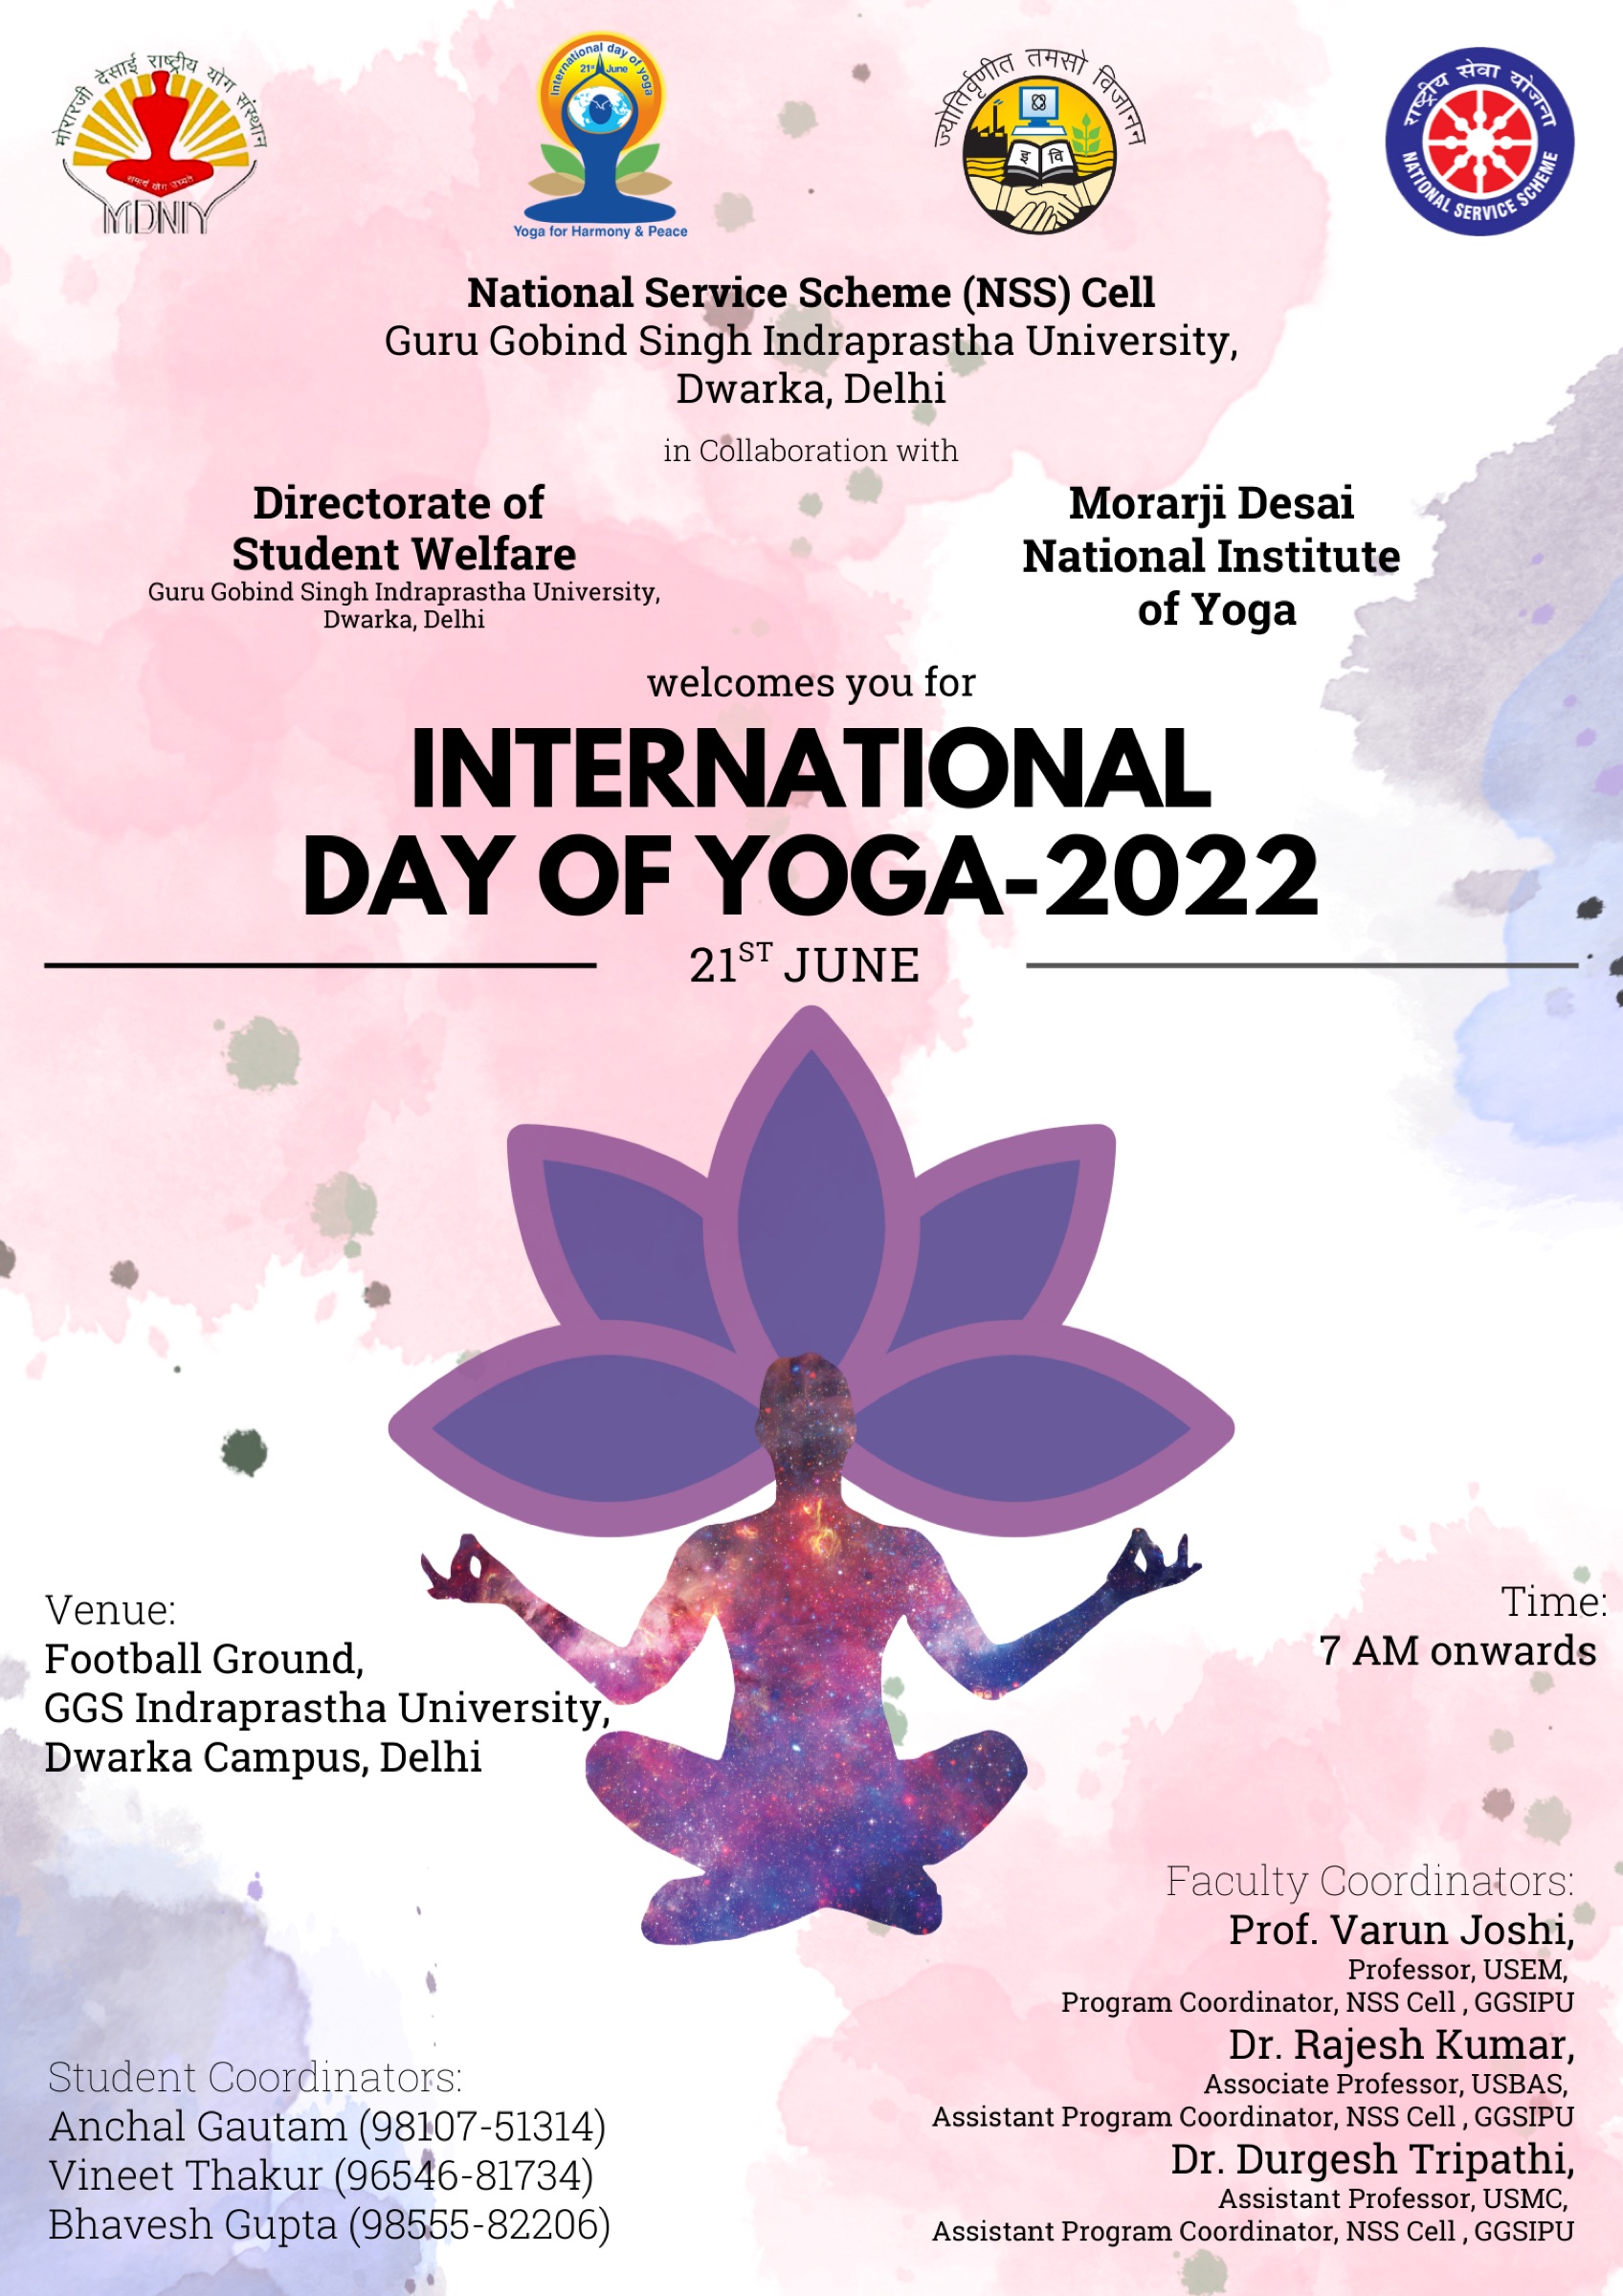 मोरारजी देसाई राष्ट्रीय योग संस्थान
MDNIY
International day of yoga
21st June
Yoga for Harmony & Peace
ज्योतिर्वृणीत तमसो विजानन
इ वि
राष्ट्रीय सेवा योजना
NATIONAL SERVICE SCHEME
National Service Scheme (NSS) Cell
Guru Gobind Singh Indraprastha University,
Dwarka, Delhi
in Collaboration with
Directorate of
Student Welfare
Guru Gobind Singh Indraprastha University,
Dwarka, Delhi
Morarji Desai
National Institute
of Yoga
welcomes you for
INTERNATIONAL
DAY OF YOGA-2022
21ST JUNE
Venue:
Football Ground,
GGS Indraprastha University,
Dwarka Campus, Delhi
Time:
7 AM onwards
Student Coordinators:
Anchal Gautam (98107-51314)
Vineet Thakur (96546-81734)
Bhavesh Gupta (98555-82206)
Faculty Coordinators:
Prof. Varun Joshi,
Professor, USEM,
Program Coordinator, NSS Cell , GGSIPU
Dr. Rajesh Kumar,
Associate Professor, USBAS,
Assistant Program Coordinator, NSS Cell , GGSIPU
Dr. Durgesh Tripathi,
Assistant Professor, USMC,
Assistant Program Coordinator, NSS Cell , GGSIPU